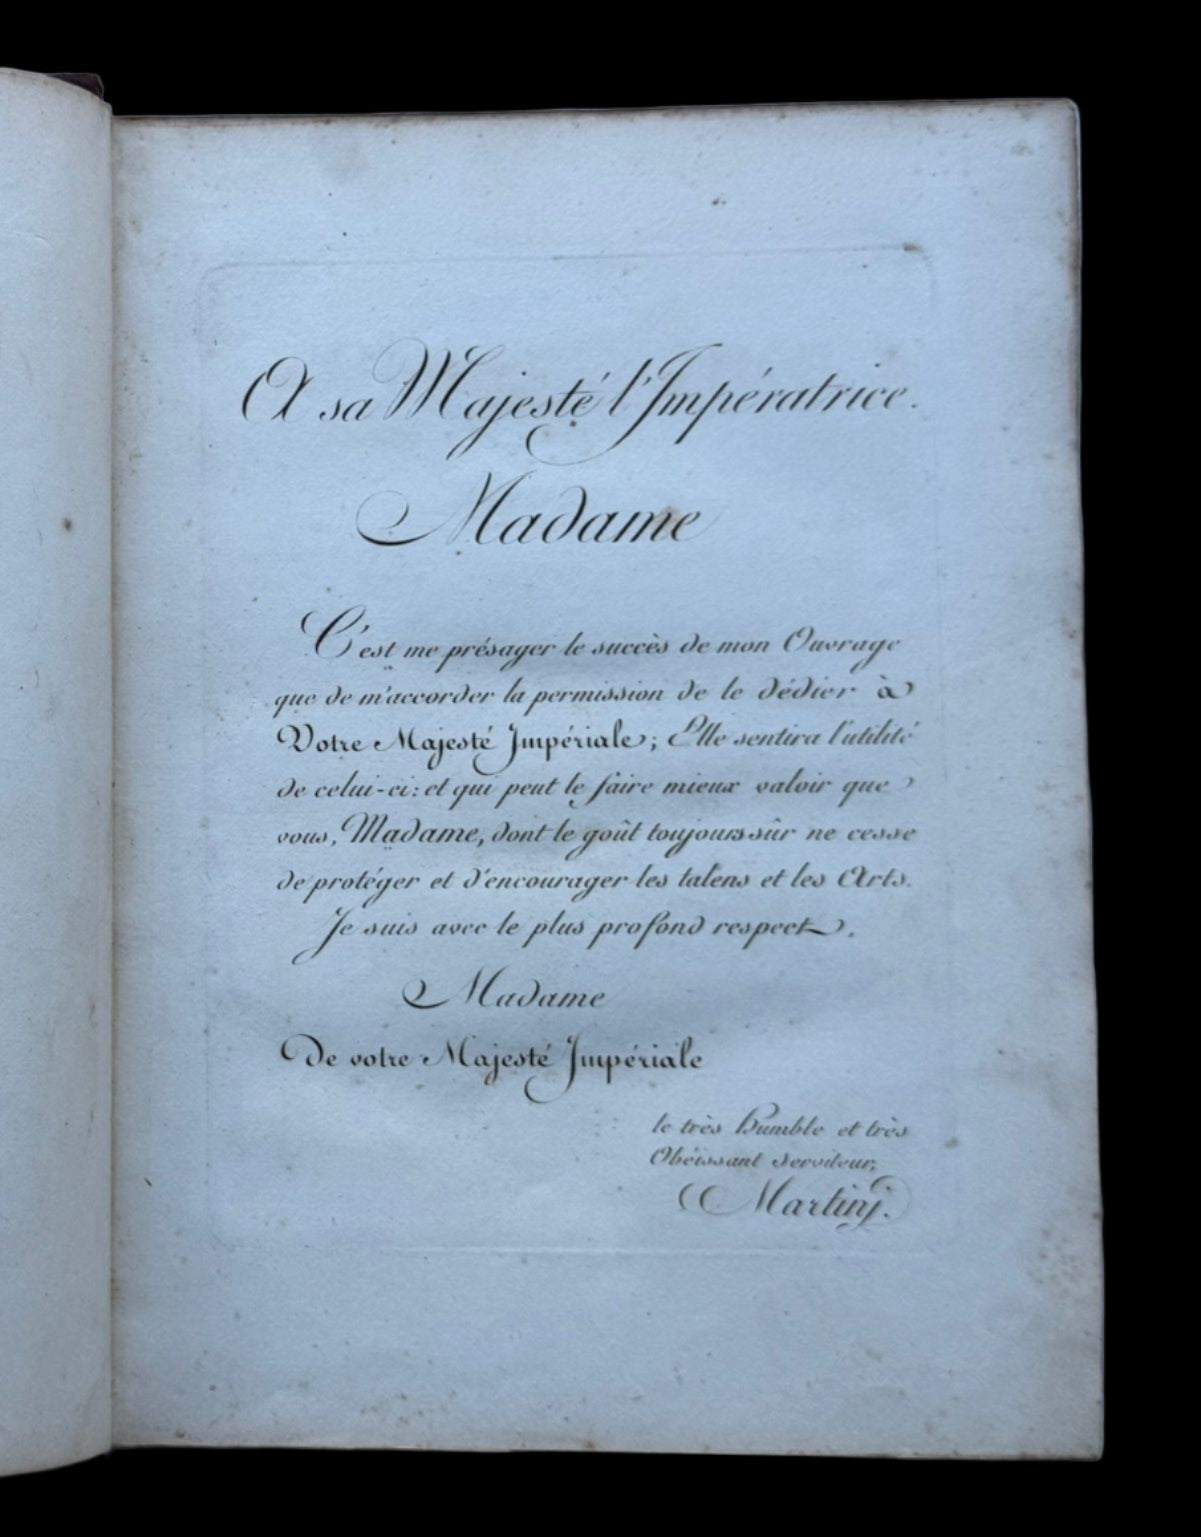 A sa Majesté l'Impératrice.
Madame
C'est me présager le succès de mon Ouvrage
que de m'accorder la permission de le dédier à
Votre Majesté Impériale; Elle sentira l'utilité
de celui-ci: et qui peut le faire mieux valoir que
vous, Madame, dont le goût toujours sûr ne cesse
de protéger et d'encourager les talens et les Arts.
Je suis avec le plus profond respect.
Madame
De votre Majesté Impériale
le très Humble et très
Obéissant Serviteur,
Martinj.